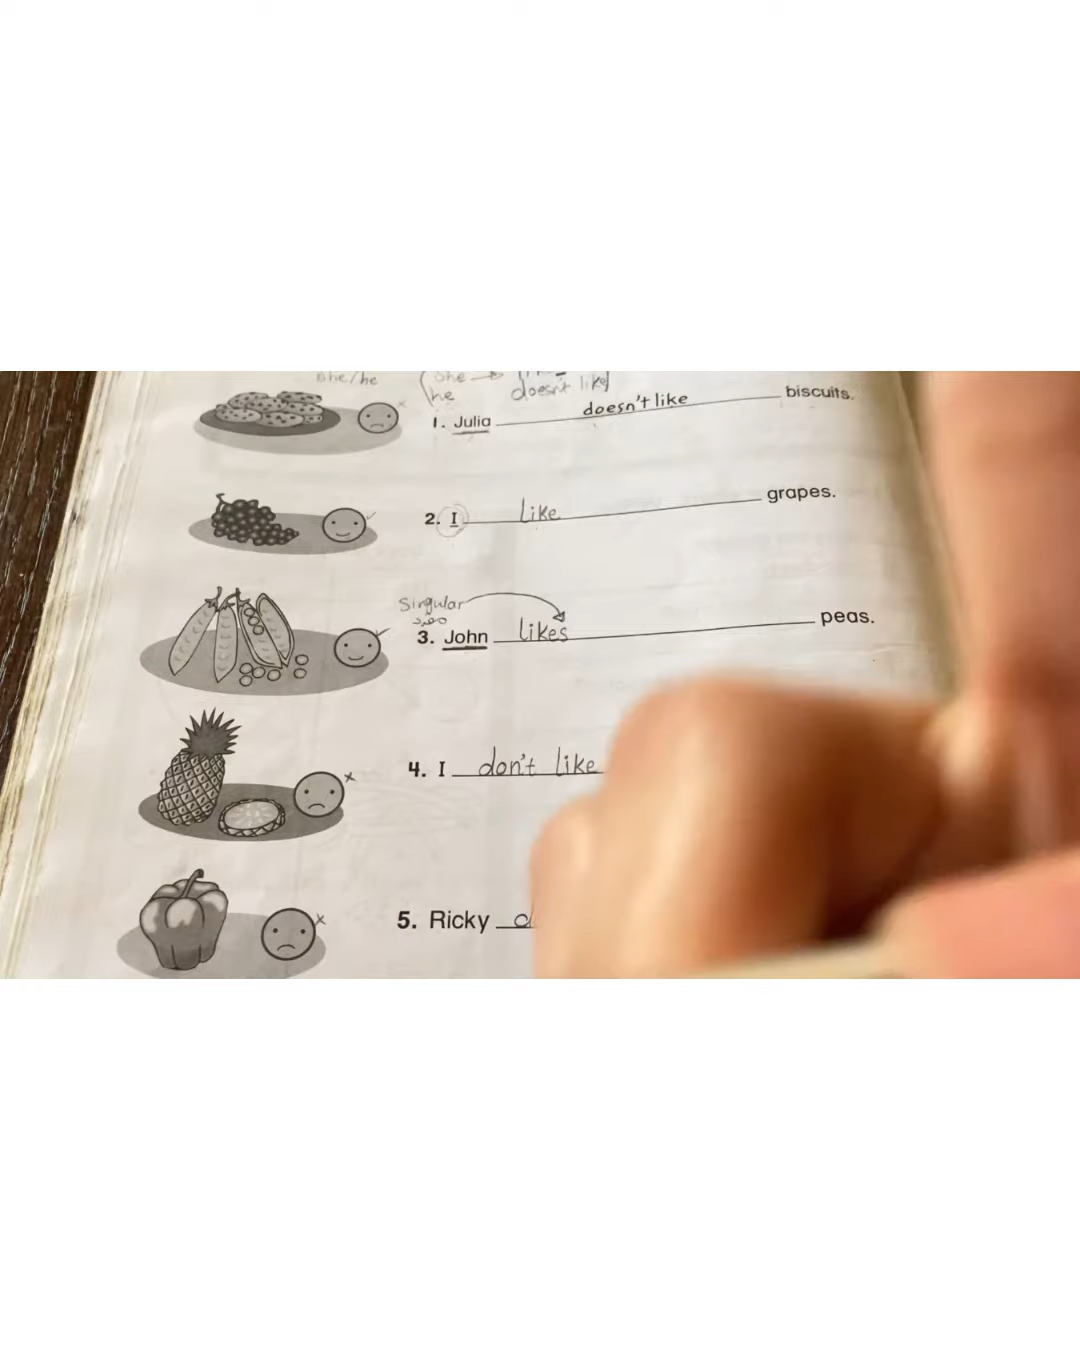 she/he (she →
(he doesn't like)
1. Julia doesn't like biscuits.
2. I like grapes.
Singular
مفرد
3. John likes peas.
4. I don't like
5. Ricky